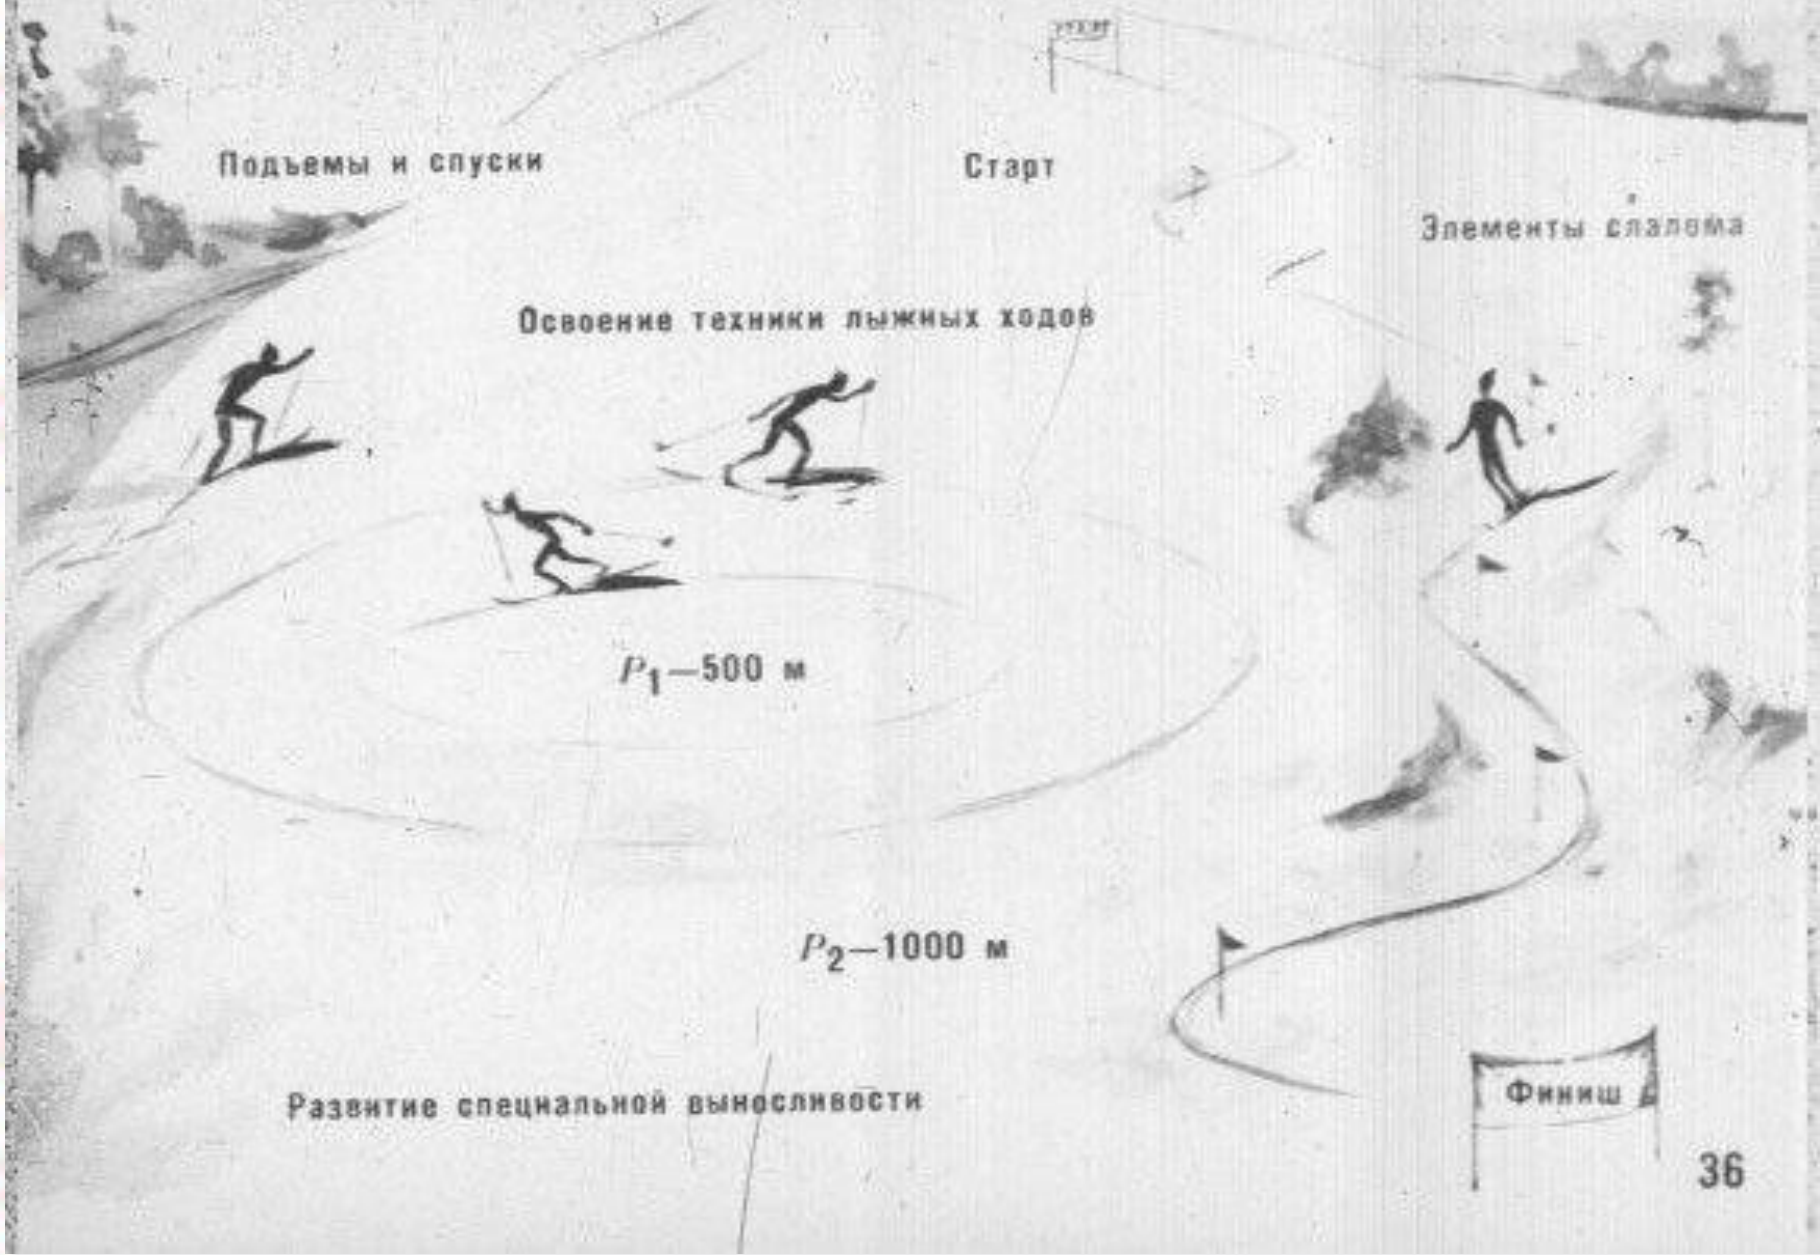 Подъемы и спуски
Старт
Элементы слалома
Освоение техники лыжных ходов
P1—500 м
P2—1000 м
Развитие специальной выносливости
Финиш
36